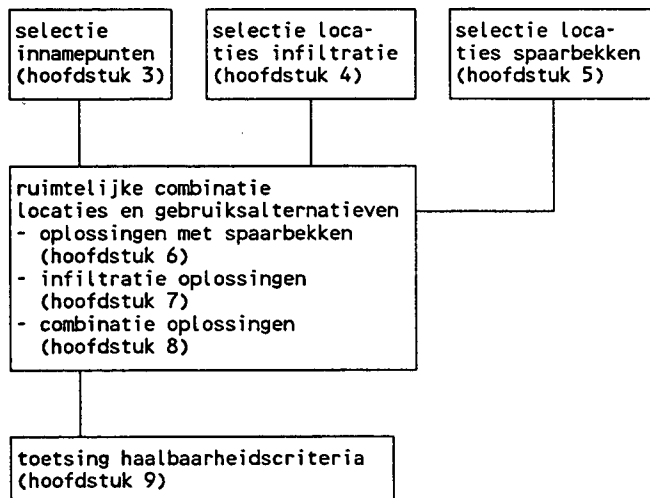 selectie
innamepunten
(hoofdstuk 3)
selectie loca-
ties infiltratie
(hoofdstuk 4)
selectie loca-
ties spaarbekken
(hoofdstuk 5)
ruimtelijke combinatie
locaties en gebruiksalternatieven
- oplossingen met spaarbekken
(hoofdstuk 6)
- infiltratie oplossingen
(hoofdstuk 7)
- combinatie oplossingen
(hoofdstuk 8)
toetsing haalbaarheidscriteria
(hoofdstuk 9)